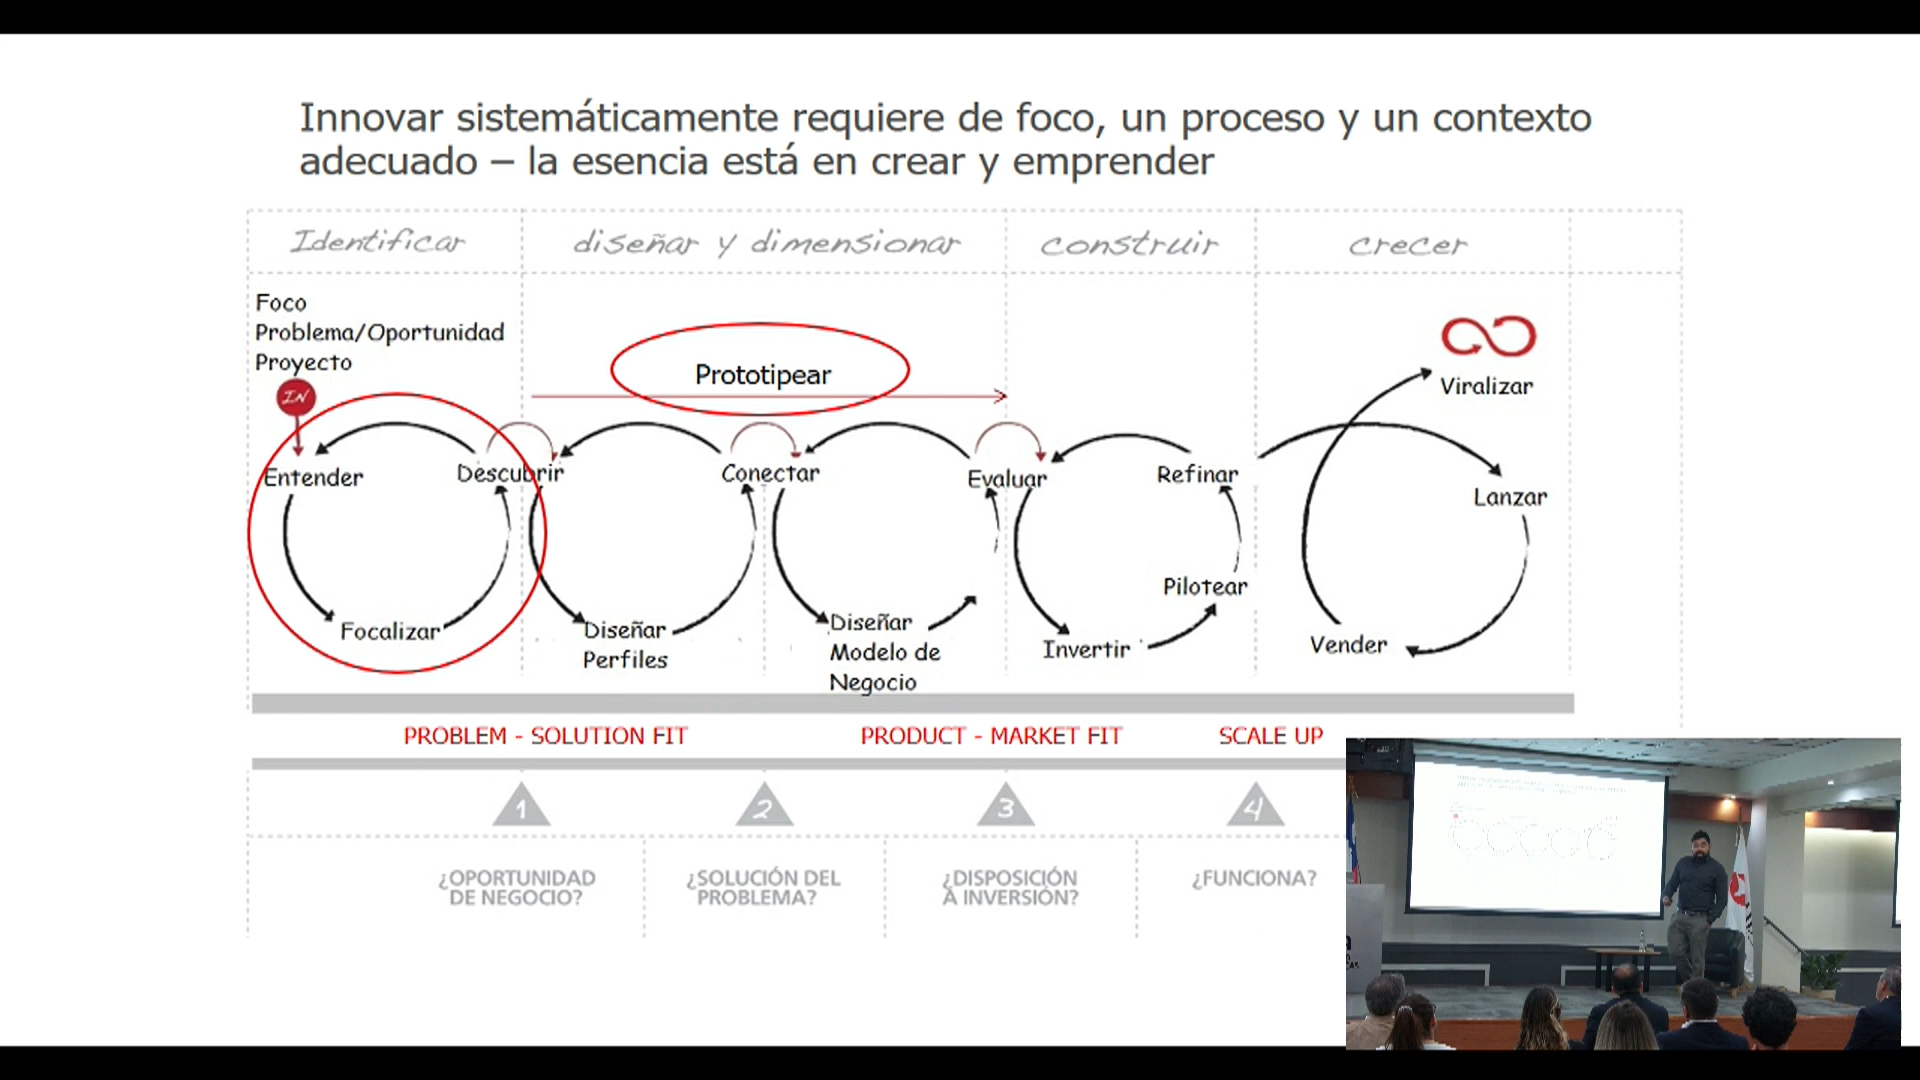 Innovar sistemáticamente requiere de foco, un proceso y un contexto
adecuado – la esencia está en crear y emprender
Identificar
diseñar y dimensionar
construir
crecer
Foco
Problema/Oportunidad
Proyecto
IN
Prototipear
Viralizar
Entender
Descubrir
Conectar
Evaluar
Refinar
Lanzar
Focalizar
Diseñar
Perfiles
Diseñar
Modelo de
Negocio
Invertir
Pilotear
Vender
PROBLEM - SOLUTION FIT
PRODUCT - MARKET FIT
SCALE UP
1
2
3
4
¿OPORTUNIDAD
DE NEGOCIO?
¿SOLUCIÓN DEL
PROBLEMA?
¿DISPOSICIÓN
A INVERSIÓN?
¿FUNCIONA?